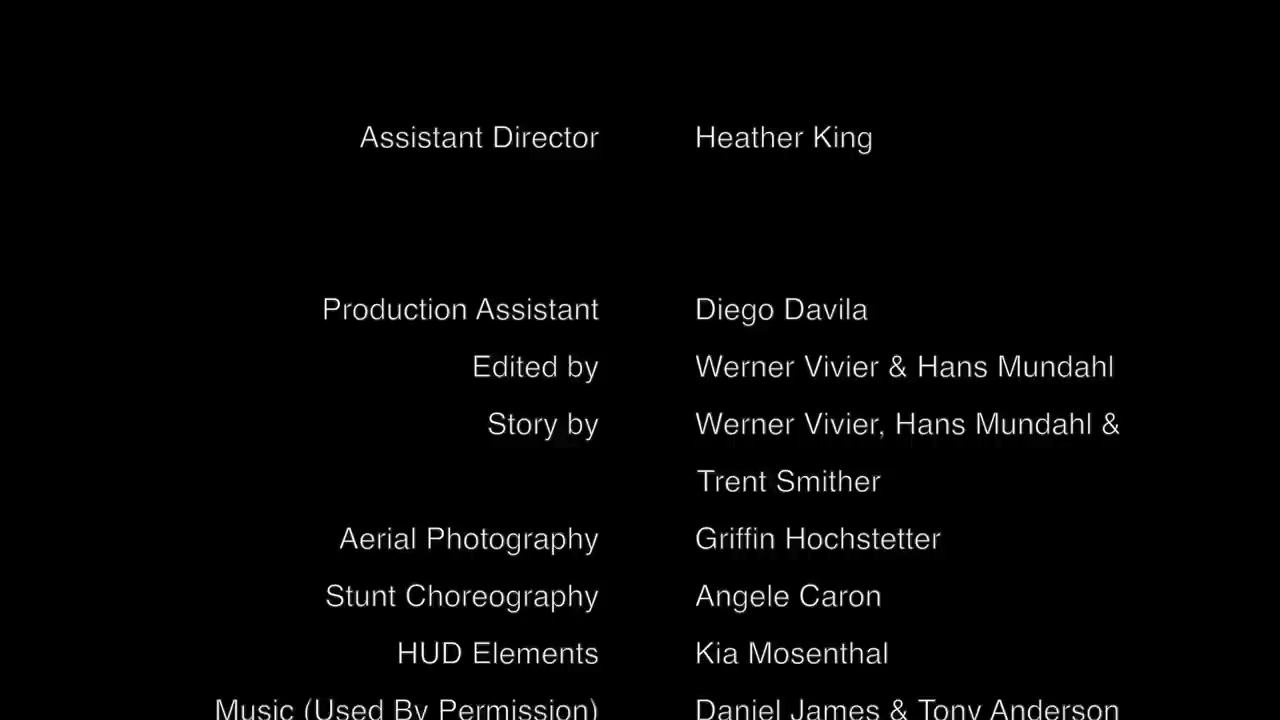 Assistant Director Heather King
Production Assistant Diego Davila
Edited by Werner Vivier & Hans Mundahl
Story by Werner Vivier, Hans Mundahl &
Trent Smither
Aerial Photography Griffin Hochstetter
Stunt Choreography Angele Caron
HUD Elements Kia Mosenthal
Music (Used By Permission) Daniel James & Tony Anderson